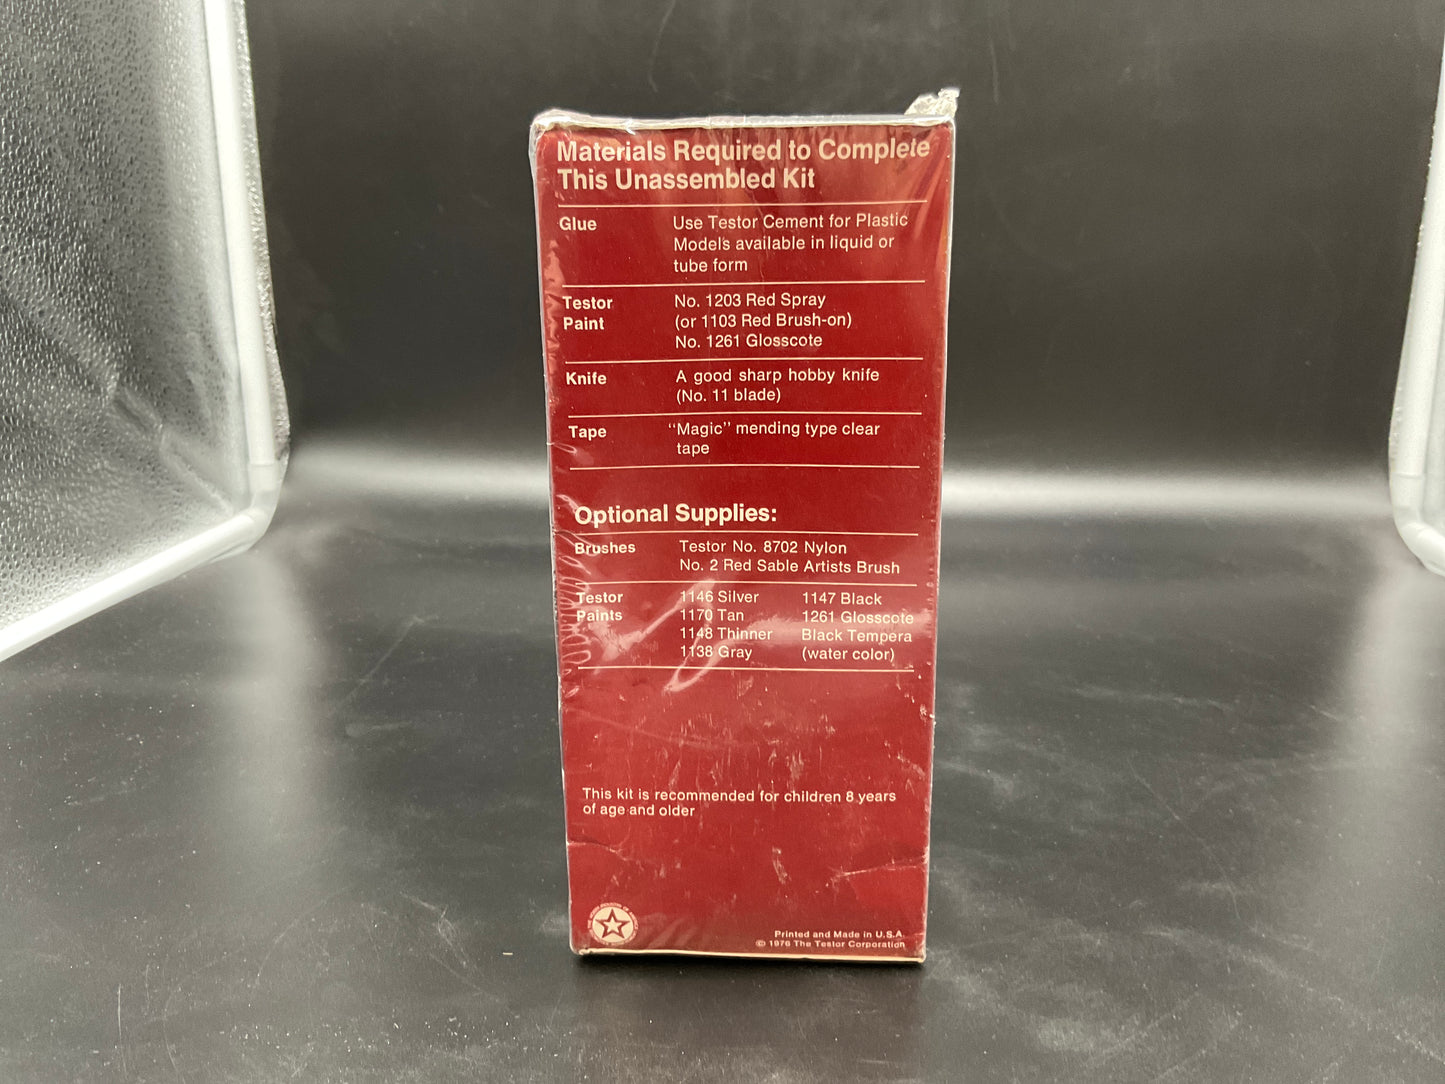 Materials Required to Complete
This Unassembled Kit
Glue Use Testor Cement for Plastic
Models available in liquid or
tube form
Testor No. 1203 Red Spray
Paint (or 1103 Red Brush-on)
No. 1261 Glosscote
Knife A good sharp hobby knife
(No. 11 blade)
Tape "Magic" mending type clear
tape
Optional Supplies:
Brushes Testor No. 8702 Nylon
No. 2 Red Sable Artists Brush
Testor 1146 Silver 1147 Black
Paints 1170 Tan 1261 Glosscote
1148 Thinner Black Tempera
1138 Gray (water color)
This kit is recommended for children 8 years
of age and older
Printed and Made in U.S.A.
© 1976 The Testor Corporation